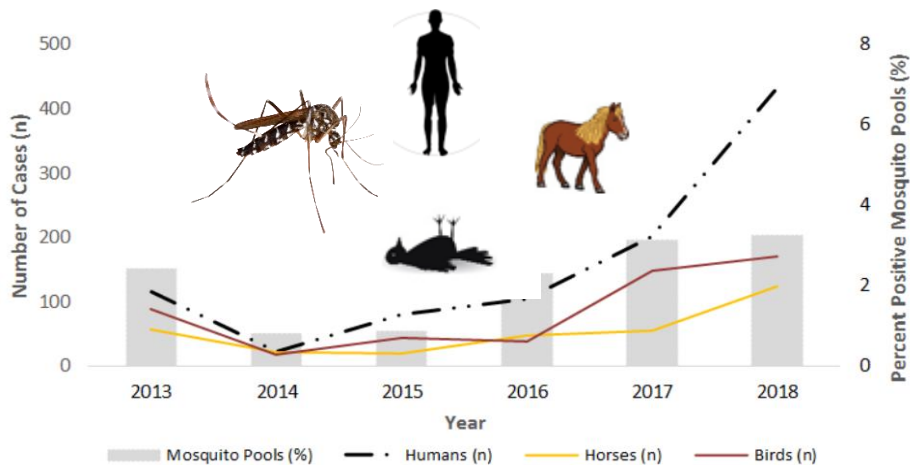 500
400
300
200
100
0
Number of Cases (n)
8
6
4
2
0
Percent Positive Mosquito Pools (%)
2013 2014 2015 2016 2017 2018
Year
Mosquito Pools (%) Humans (n) Horses (n) Birds (n)